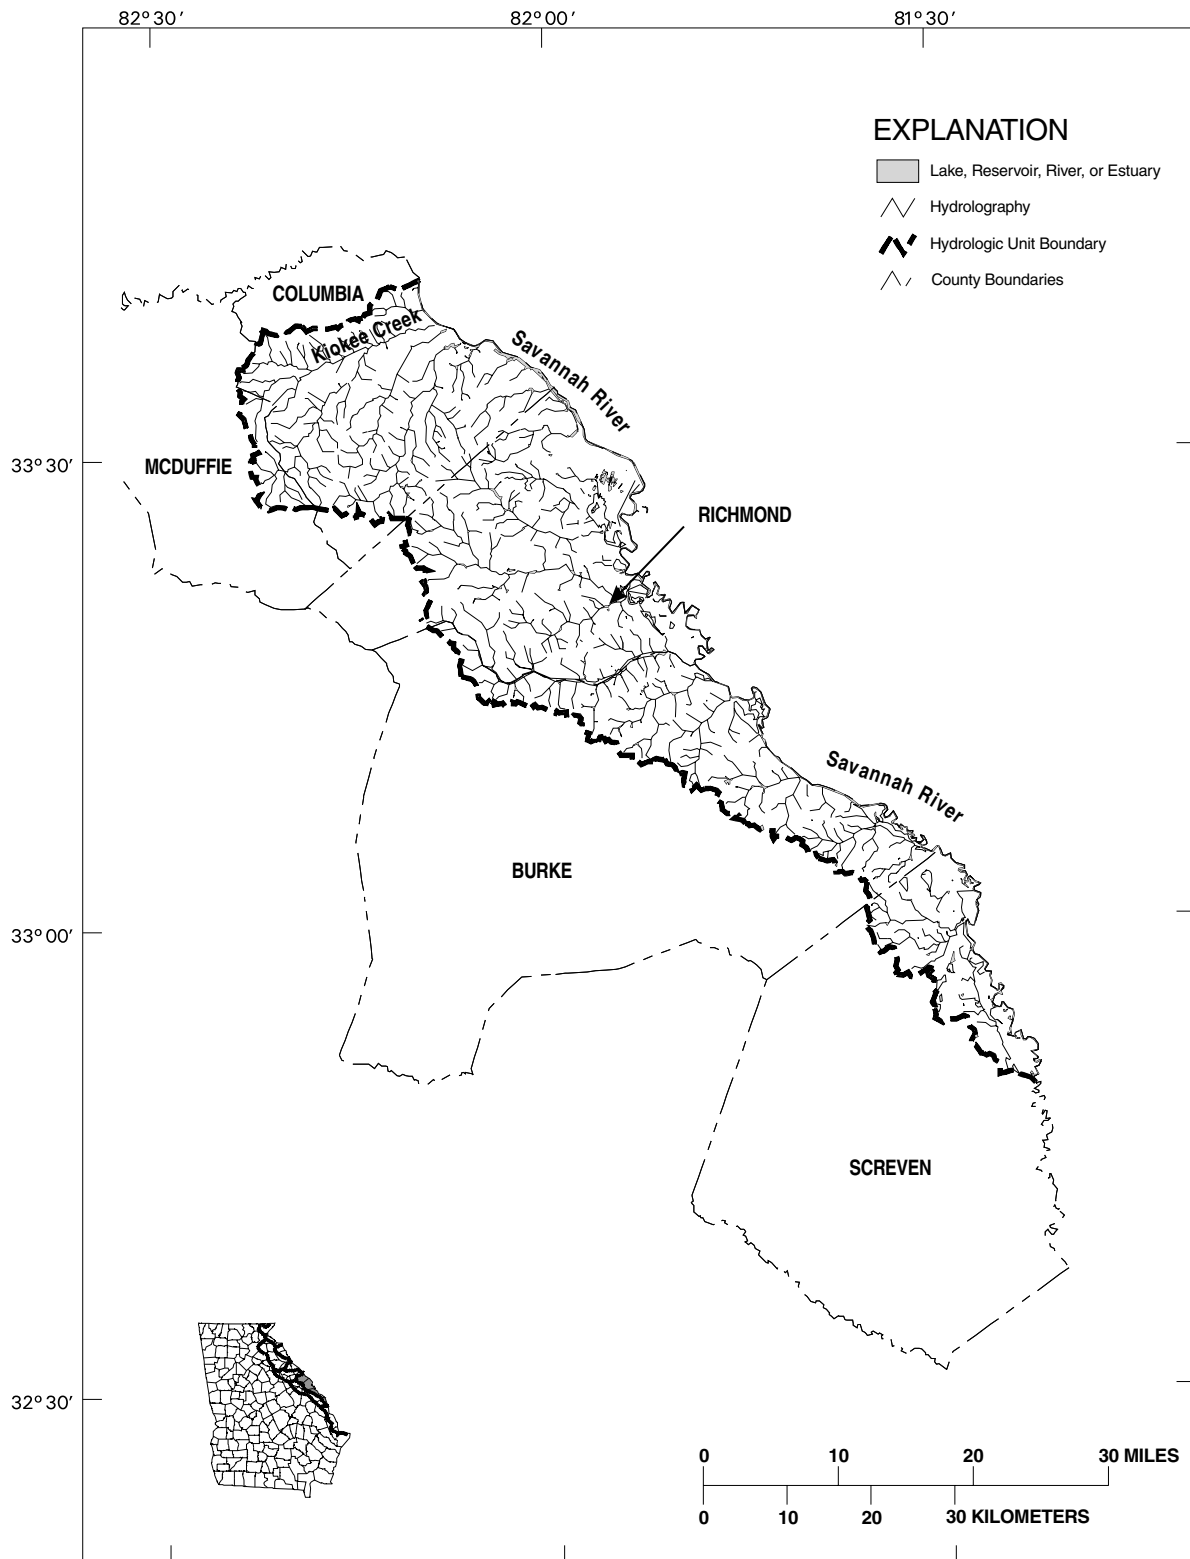 82° 30′ 82° 00′ 81° 30′
EXPLANATION
Lake, Reservoir, River, or Estuary
Hydrolography
Hydrologic Unit Boundary
County Boundaries
COLUMBIA
Kiokee Creek
Savannah River
33° 30′
MCDUFFIE
RICHMOND
Savannah River
BURKE
33° 00′
SCREVEN
32° 30′
0 10 20 30 MILES
0 10 20 30 KILOMETERS